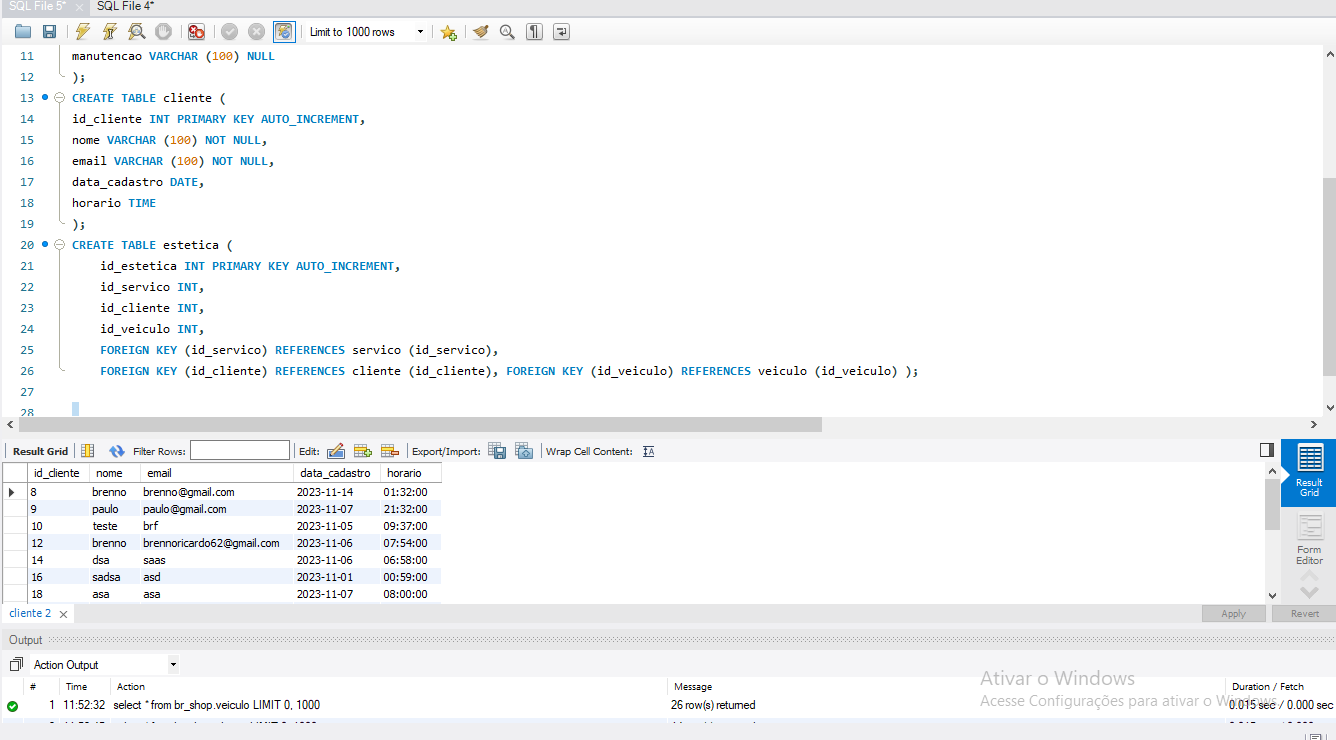 SQL File 5* SQL File 4*
Limit to 1000 rows
11 manutencao VARCHAR (100) NULL
12 );
13 CREATE TABLE cliente (
14 id_cliente INT PRIMARY KEY AUTO_INCREMENT,
15 nome VARCHAR (100) NOT NULL,
16 email VARCHAR (100) NOT NULL,
17 data_cadastro DATE,
18 horario TIME
19 );
20 CREATE TABLE estetica (
21 id_estetica INT PRIMARY KEY AUTO_INCREMENT,
22 id_servico INT,
23 id_cliente INT,
24 id_veiculo INT,
25 FOREIGN KEY (id_servico) REFERENCES servico (id_servico),
26 FOREIGN KEY (id_cliente) REFERENCES cliente (id_cliente), FOREIGN KEY (id_veiculo) REFERENCES veiculo (id_veiculo) );
27
28
Result Grid Filter Rows: Edit: Export/Import: Wrap Cell Content:
id_cliente nome email data_cadastro horario
8 brenno brenno@gmail.com 2023-11-14 01:32:00
9 paulo paulo@gmail.com 2023-11-07 21:32:00
10 teste brf 2023-11-05 09:37:00
12 brenno brennoricardo62@gmail.com 2023-11-06 07:54:00
14 dsa saas 2023-11-06 06:58:00
16 sadsa asd 2023-11-01 00:59:00
18 asa asa 2023-11-07 08:00:00
Result
Grid
Form
Editor
cliente 2 Apply Revert
Output
Action Output
# Time Action Message Duration / Fetch
1 11:52:32 select * from br_shop.veiculo LIMIT 0, 1000 26 row(s) returned 0.015 sec / 0.000 sec
Ativar o Windows
Acesse Configurações para ativar o Windows.